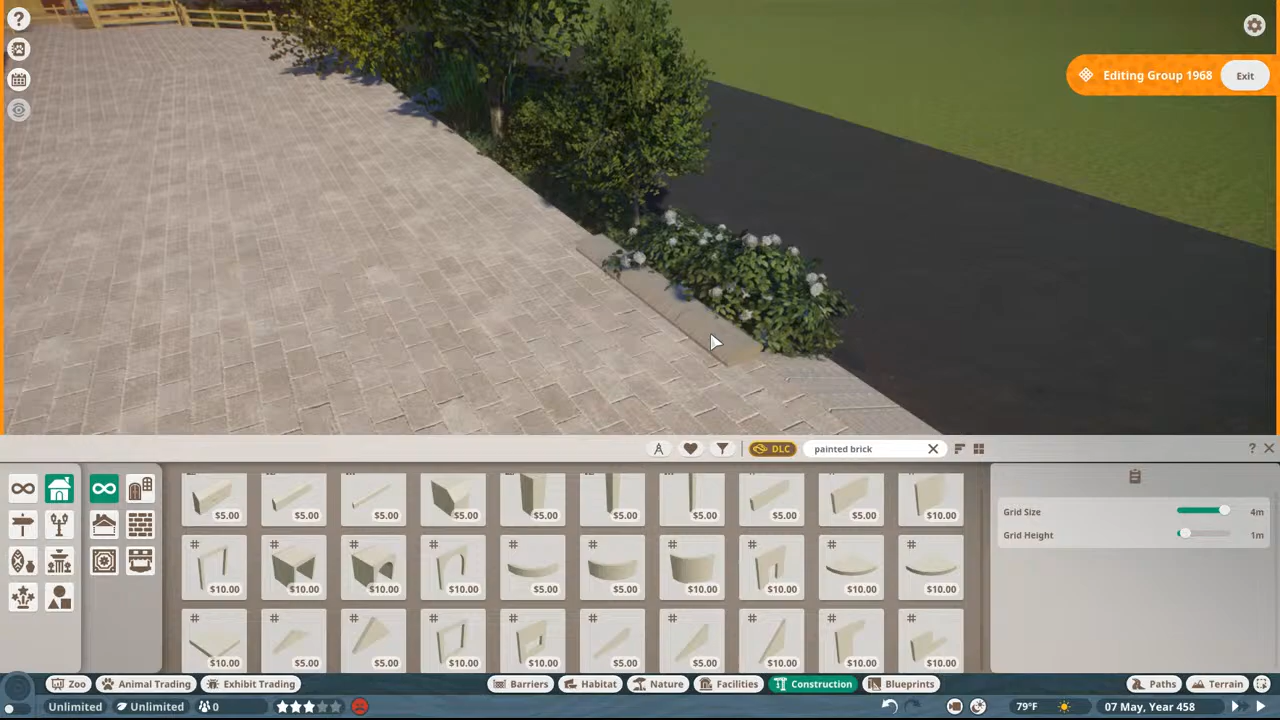 ?
Editing Group 1968
Exit
DLC
painted brick
?
$5.00 $5.00 $5.00 $5.00 $5.00 $5.00 $5.00 $5.00 $5.00 $10.00
Grid Size 4m
Grid Height 1m
$10.00 $10.00 $10.00 $10.00 $5.00 $5.00 $10.00 $10.00 $10.00 $10.00
$10.00 $5.00 $5.00 $10.00 $10.00 $5.00 $5.00 $10.00 $10.00 $10.00
Zoo Animal Trading Exhibit Trading Barriers Habitat Nature Facilities Construction Blueprints Paths Terrain
Unlimited Unlimited 0 79°F 07 May, Year 458